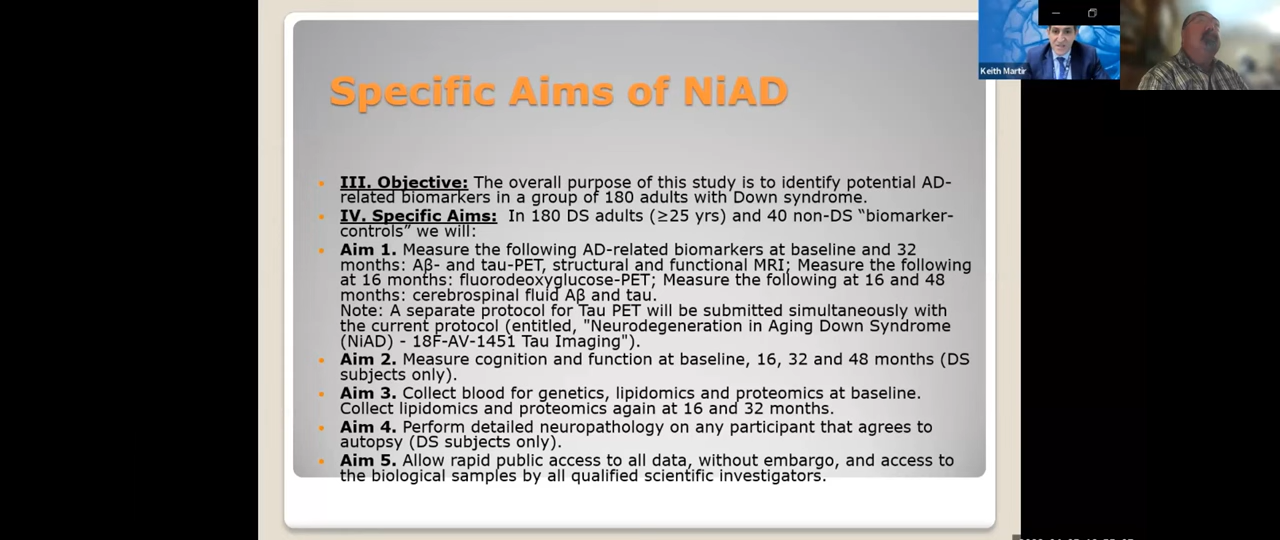 Specific Aims of NiAD
Keith Martin
III. Objective: The overall purpose of this study is to identify potential AD-
related biomarkers in a group of 180 adults with Down syndrome.
IV. Specific Aims: In 180 DS adults (≥25 yrs) and 40 non-DS “biomarker-
controls” we will:
Aim 1. Measure the following AD-related biomarkers at baseline and 32
months: Aβ- and tau-PET, structural and functional MRI; Measure the following
at 16 months: fluorodeoxyglucose-PET; Measure the following at 16 and 48
months: cerebrospinal fluid Aβ and tau.
Note: A separate protocol for Tau PET will be submitted simultaneously with
the current protocol (entitled, "Neurodegeneration in Aging Down Syndrome
(NiAD) - 18F-AV-1451 Tau Imaging").
Aim 2. Measure cognition and function at baseline, 16, 32 and 48 months (DS
subjects only).
Aim 3. Collect blood for genetics, lipidomics and proteomics at baseline.
Collect lipidomics and proteomics again at 16 and 32 months.
Aim 4. Perform detailed neuropathology on any participant that agrees to
autopsy (DS subjects only).
Aim 5. Allow rapid public access to all data, without embargo, and access to
the biological samples by all qualified scientific investigators.